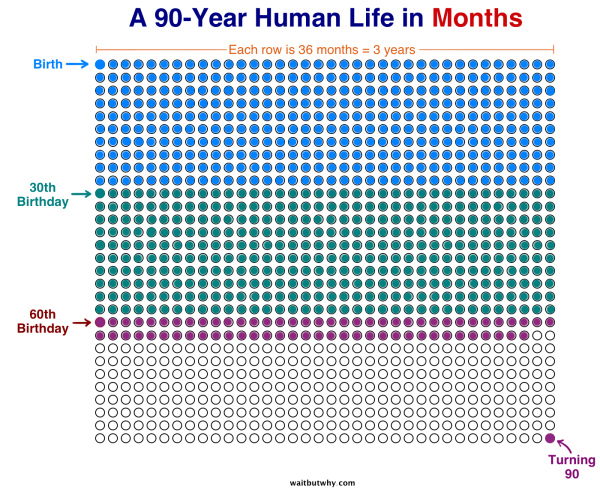 A 90-Year Human Life in Months
Each row is 36 months = 3 years
Birth
30th
Birthday
60th
Birthday
Turning
90
waitbutwhy.com